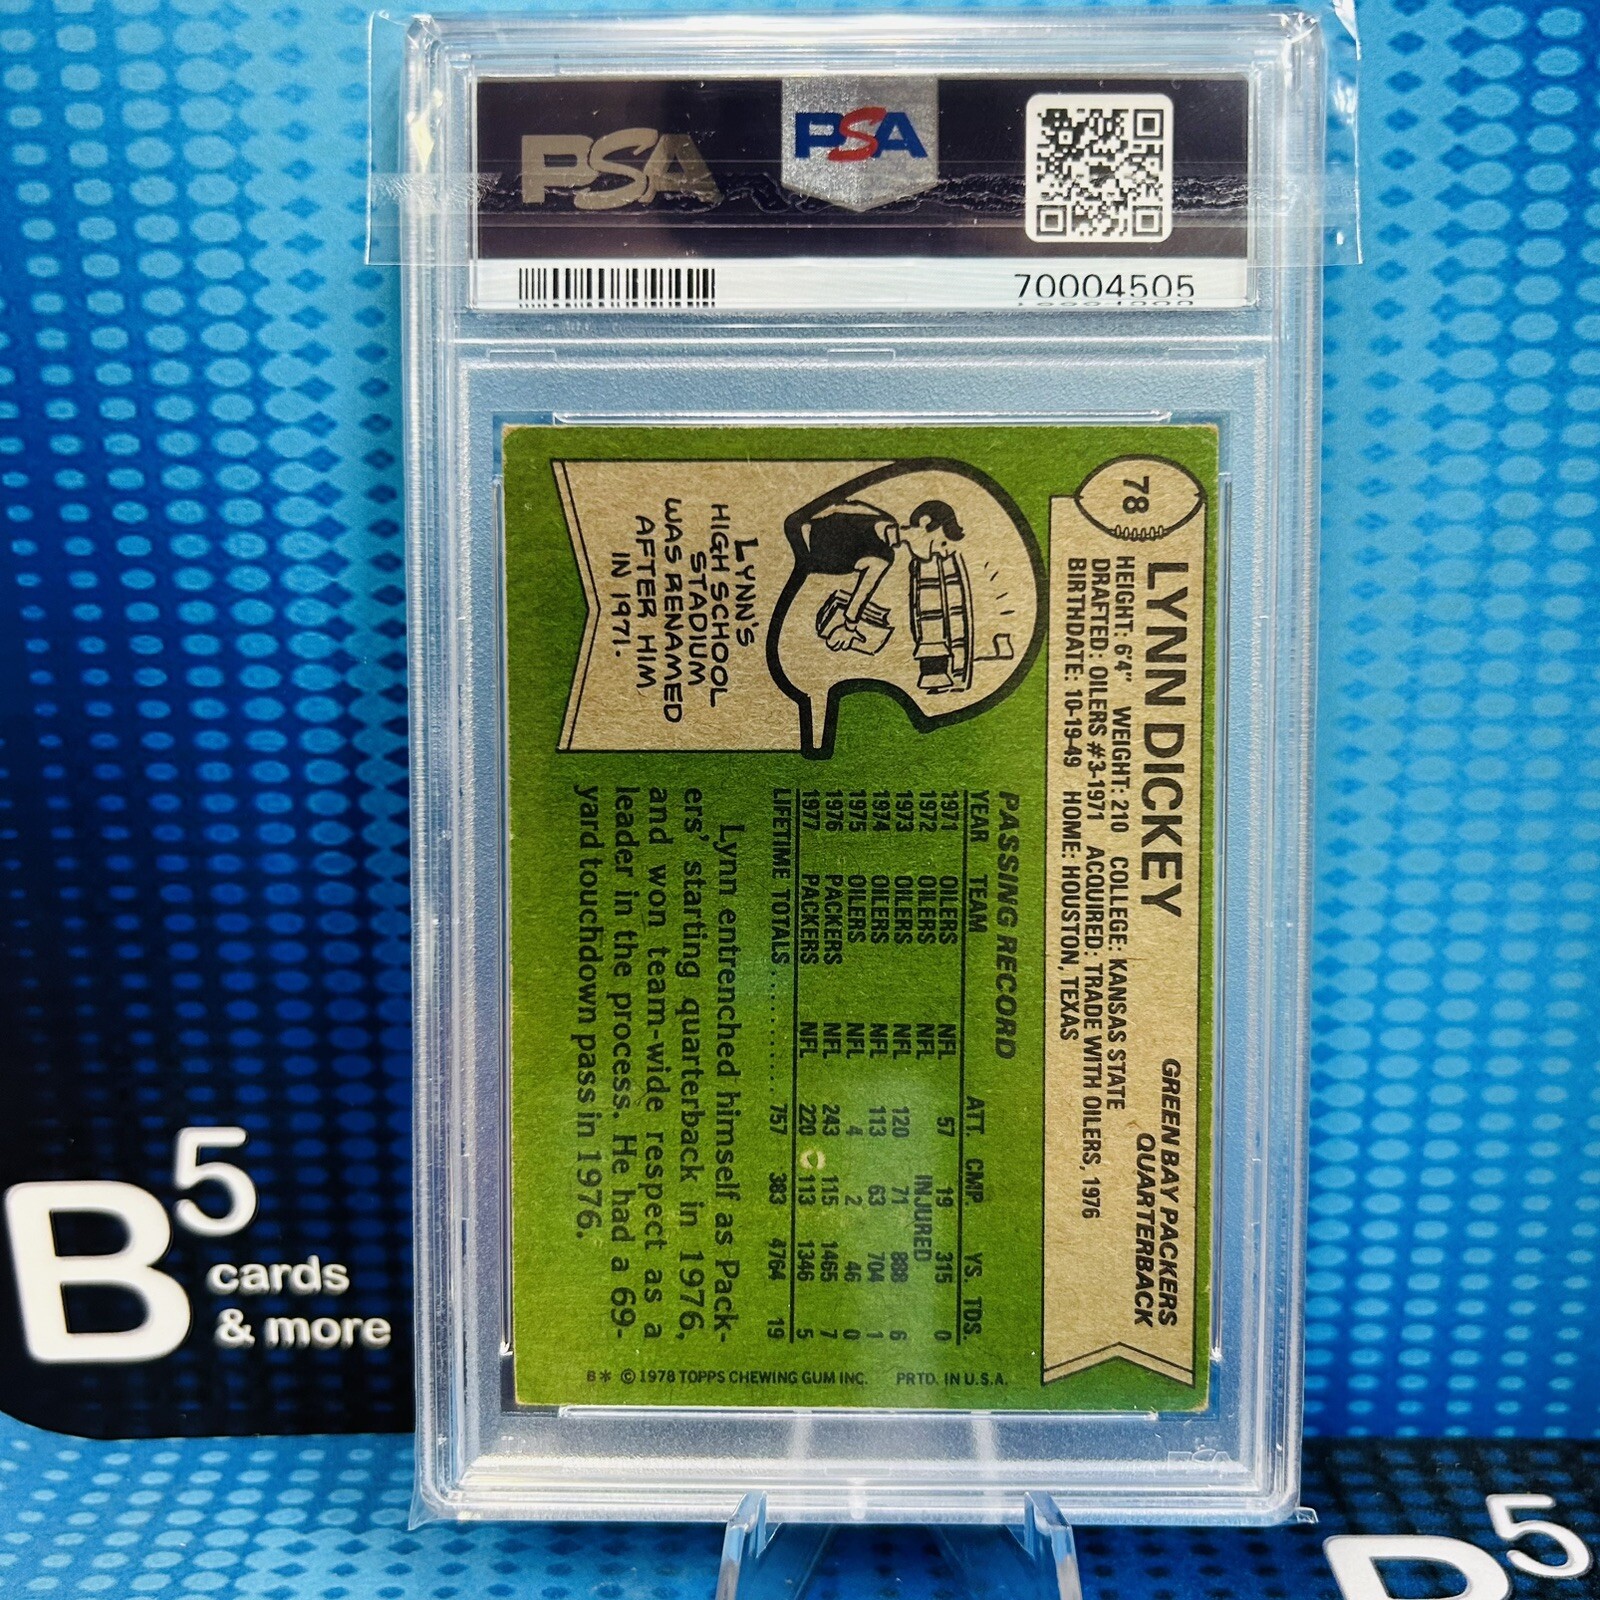 PSA
PSA
70004505
78
LYNN DICKEY
GREEN BAY PACKERS
QUARTERBACK
HEIGHT: 6'4" WEIGHT: 210 COLLEGE: KANSAS STATE
DRAFTED: OILERS #3-1971 ACQUIRED: TRADE WITH OILERS, 1976
BIRTHDATE: 10-19-49 HOME: HOUSTON, TEXAS
LYNN'S
HIGH SCHOOL
STADIUM
WAS RENAMED
AFTER HIM
IN 1971.
PASSING RECORD
YEAR TEAM ATT. CMP. YS. TDS.
1971 OILERS NFL 57 19 315 0
1972 OILERS NFL INJURED
1973 OILERS NFL 120 71 888 6
1974 OILERS NFL 113 63 704 1
1975 OILERS NFL 4 2 46 0
1976 PACKERS NFL 243 115 1465 7
1977 PACKERS NFL 220 113 1346 5
LIFETIME TOTALS ............ 757 383 4764 19
Lynn entrenched himself as Pack-
ers' starting quarterback in 1976,
and won team-wide respect as a
leader in the process. He had a 69-
yard touchdown pass in 1976.
B* © 1978 TOPPS CHEWING GUM INC. PRTD. IN U.S.A.
PSA
B5
cards
& more
B5